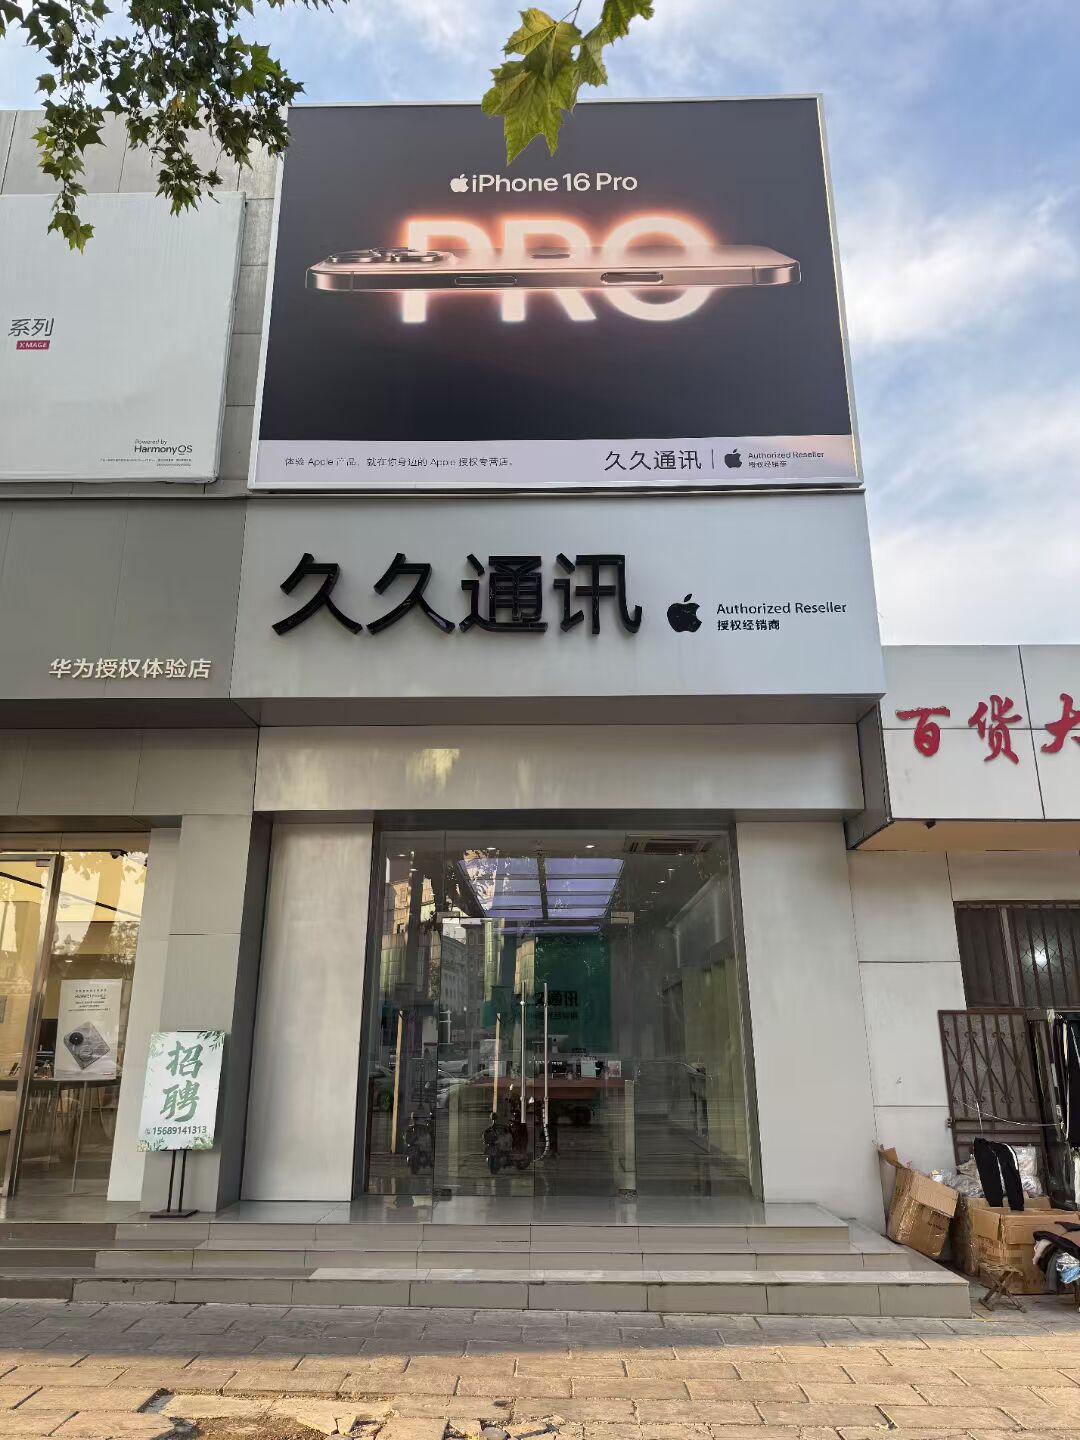 iPhone 16 Pro
PRO
系列
XMAGE
Powered by
HarmonyOS
体验 Apple 产品，就在你身边的 Apple 授权专营店。
久久通讯
Authorized Reseller
授权经销商
久久通讯
Authorized Reseller
授权经销商
华为授权体验店
百货大
久久通讯
招聘
15689141313